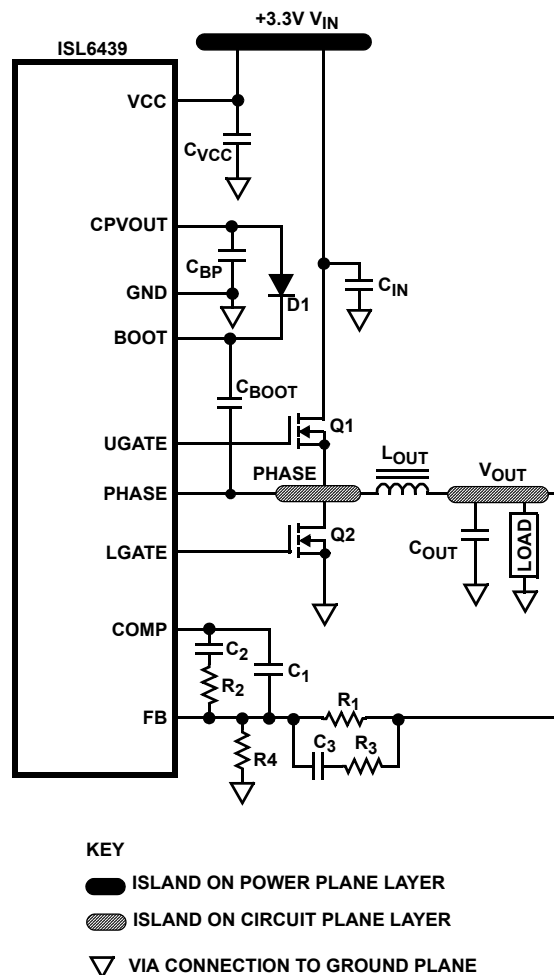 +3.3V VIN
ISL6439
VCC
CVCC
CPVOUT
CBP
GND
D1
CIN
BOOT
CBOOT
Q1
UGATE
LOUT
PHASE
PHASE
VOUT
Q2
LGATE
COUT
LOAD
COMP
C2
C1
R2
R1
FB
C3
R3
R4
KEY
ISLAND ON POWER PLANE LAYER
ISLAND ON CIRCUIT PLANE LAYER
VIA CONNECTION TO GROUND PLANE